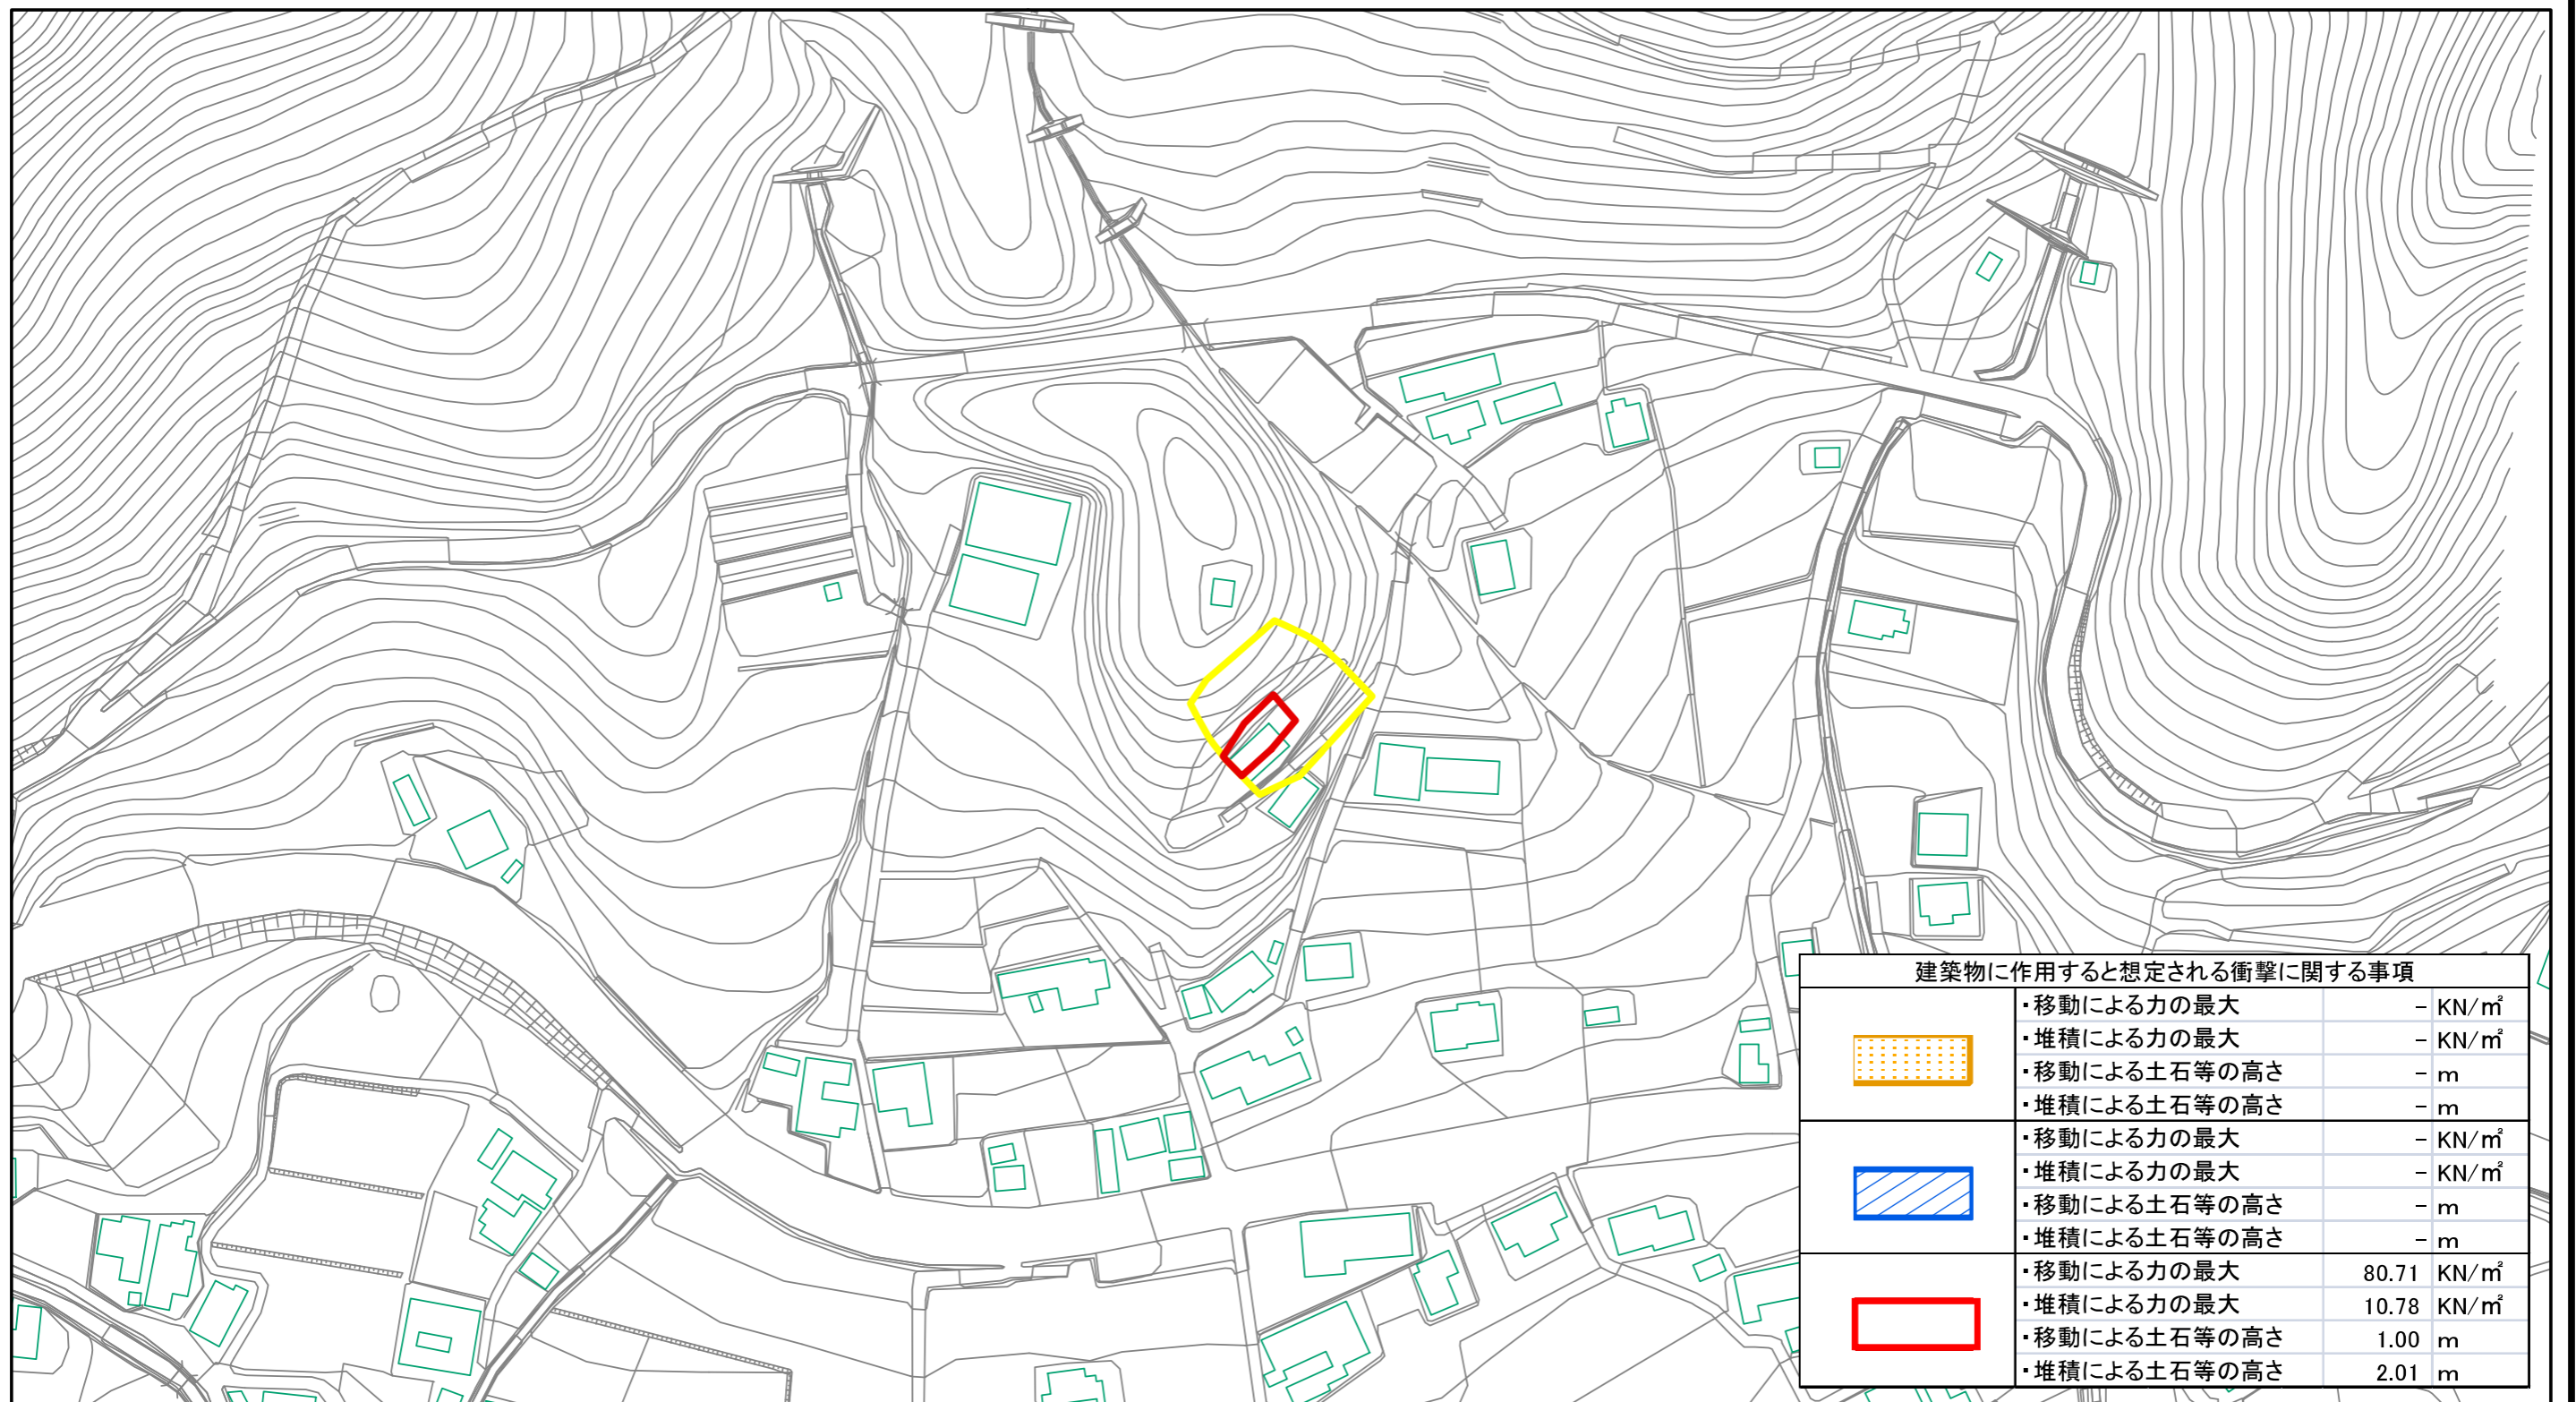 建築物に作用すると想定される衝撃に関する事項
・移動による力の最大 － KN/㎡
・堆積による力の最大 － KN/㎡
・移動による土石等の高さ － m
・堆積による土石等の高さ － m
・移動による力の最大 － KN/㎡
・堆積による力の最大 － KN/㎡
・移動による土石等の高さ － m
・堆積による土石等の高さ － m
・移動による力の最大 80.71 KN/㎡
・堆積による力の最大 10.78 KN/㎡
・移動による土石等の高さ 1.00 m
・堆積による土石等の高さ 2.01 m